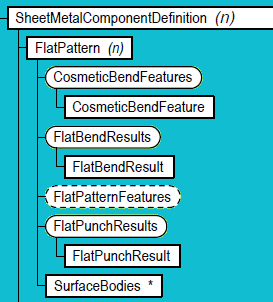 SheetMetalComponentDefinition (n)
FlatPattern (n)
CosmeticBendFeatures
CosmeticBendFeature
FlatBendResults
FlatBendResult
FlatPatternFeatures
FlatPunchResults
FlatPunchResult
SurfaceBodies *